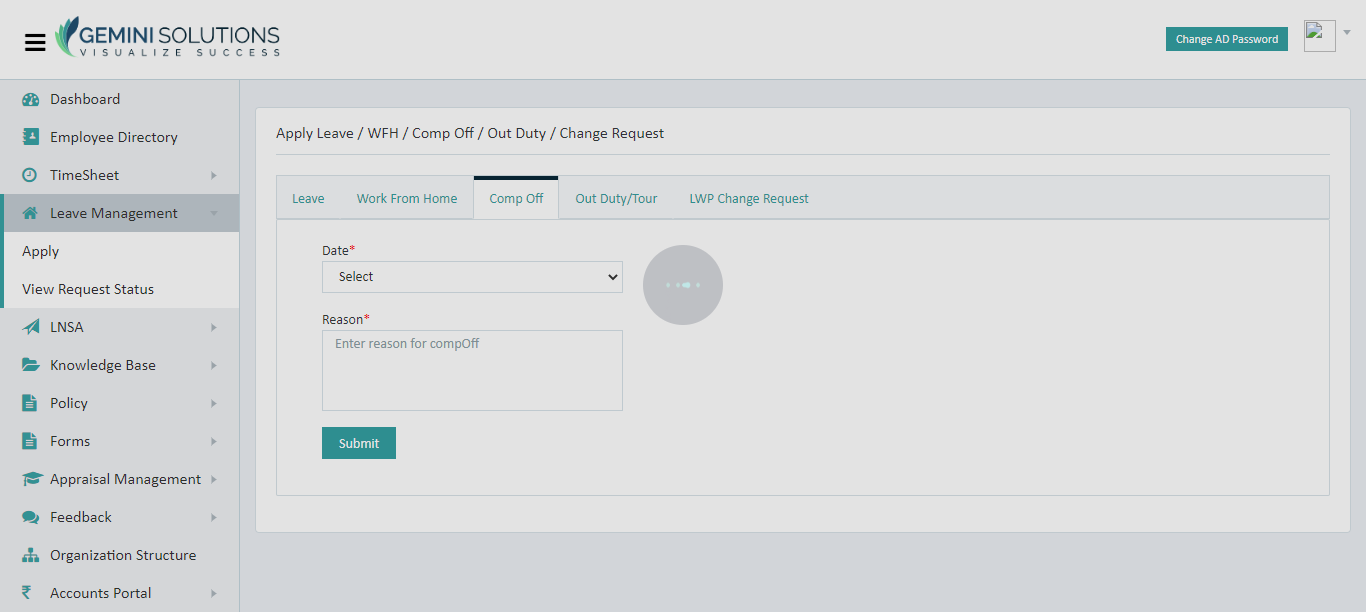 GEMINI SOLUTIONS
VISUALIZE SUCCESS
Change AD Password
Dashboard
Employee Directory
TimeSheet
Leave Management
Apply
View Request Status
LNSA
Knowledge Base
Policy
Forms
Appraisal Management
Feedback
Organization Structure
₹ Accounts Portal
Apply Leave / WFH / Comp Off / Out Duty / Change Request
Leave Work From Home Comp Off Out Duty/Tour LWP Change Request
Date*
Select
Reason*
Enter reason for compOff
Submit